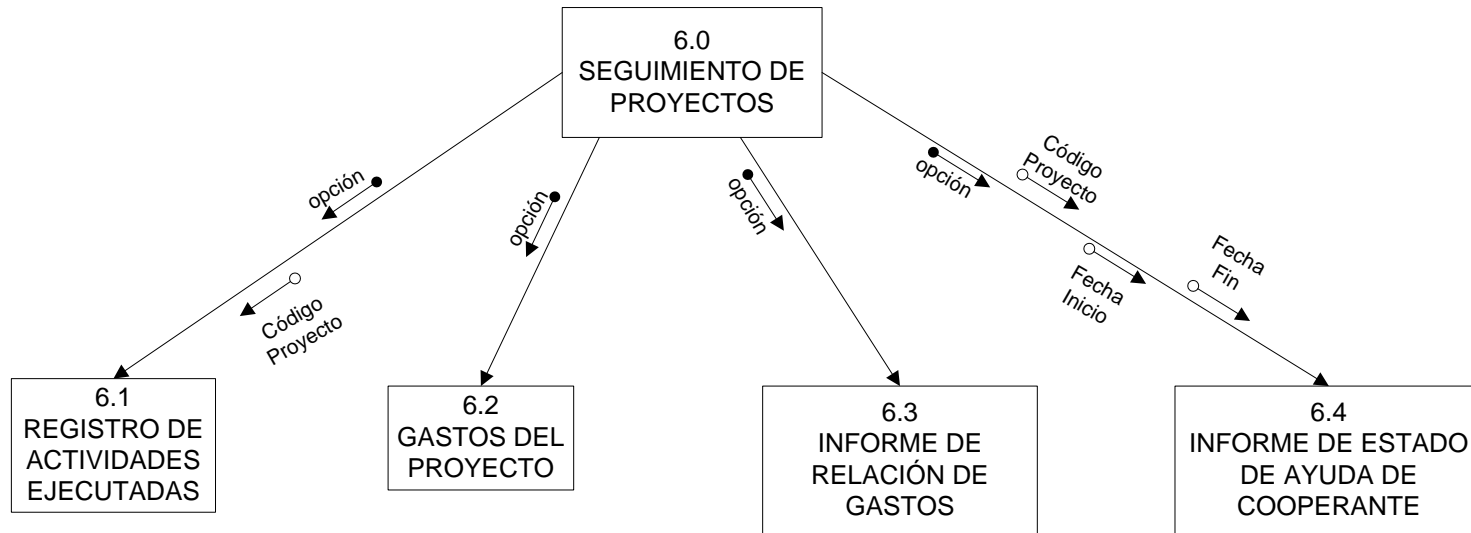 6.0
SEGUIMIENTO DE
PROYECTOS
opción
Código
Proyecto
opción
opción
opción
Código
Proyecto
Fecha
Inicio
Fecha
Fin
6.1
REGISTRO DE
ACTIVIDADES
EJECUTADAS
6.2
GASTOS DEL
PROYECTO
6.3
INFORME DE
RELACIÓN DE
GASTOS
6.4
INFORME DE ESTADO
DE AYUDA DE
COOPERANTE